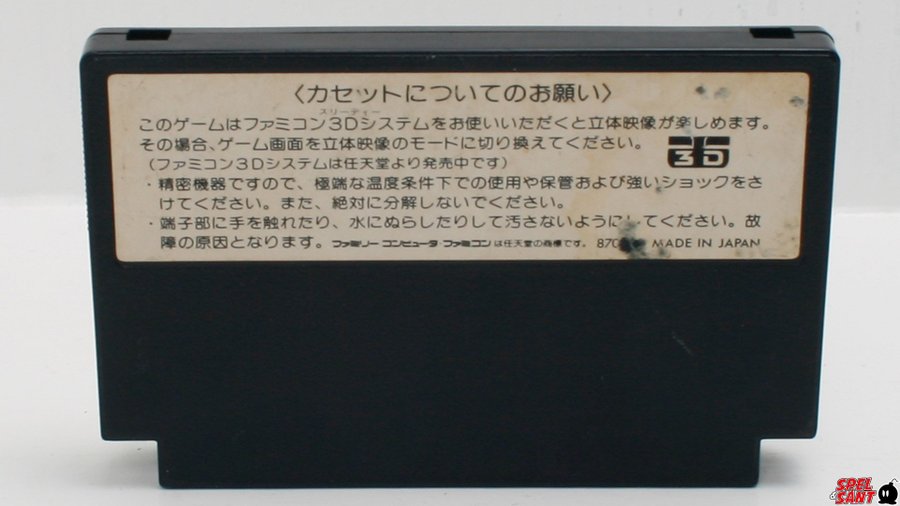 〈カセットについてのお願い〉
スリーディー
このゲームはファミコン3Dシステムをお使いいただくと立体映像が楽しめます。
その場合、ゲーム画面を立体映像のモードに切り換えてください。
3D
(ファミコン3Dシステムは任天堂より発売中です)
・精密機器ですので、極端な温度条件下での使用や保管および強いショックをさ
けてください。また、絶対に分解しないでください。
・端子部に手を触れたり、水にぬらしたりして汚さないようにしてください。故
障の原因となります。ファミリーコンピュータ ファミコンは任天堂の商標です。 MADE IN JAPAN
SPEL
SANT